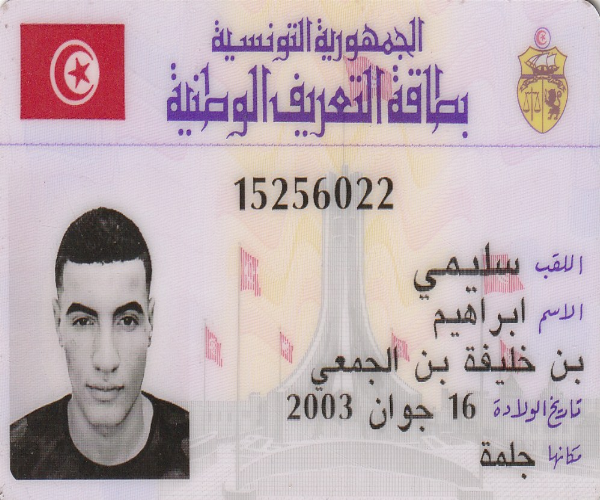 الجمهورية التونسية
بطاقة التعريف الوطنية
15256022
اللقب سليمي
الاسم ابراهيم
بن خليفة بن الجمعي
تاريخ الولادة 16 جوان 2003
مكانها جلمة